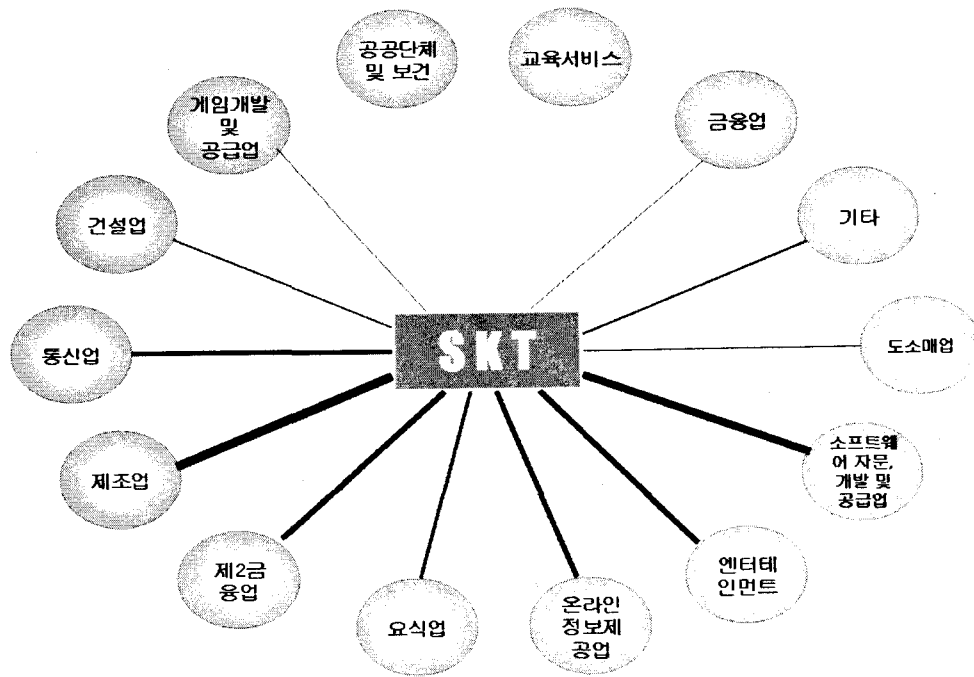 공공단체
및 보건
교육서비스
게임개발
및
공급업
금융업
건설업
기타
SKT
통신업
도소매업
제조업
소프트웨
어 자문,
개발 및
공급업
제2금
융업
엔터테
인먼트
요식업
온라인
정보제
공업